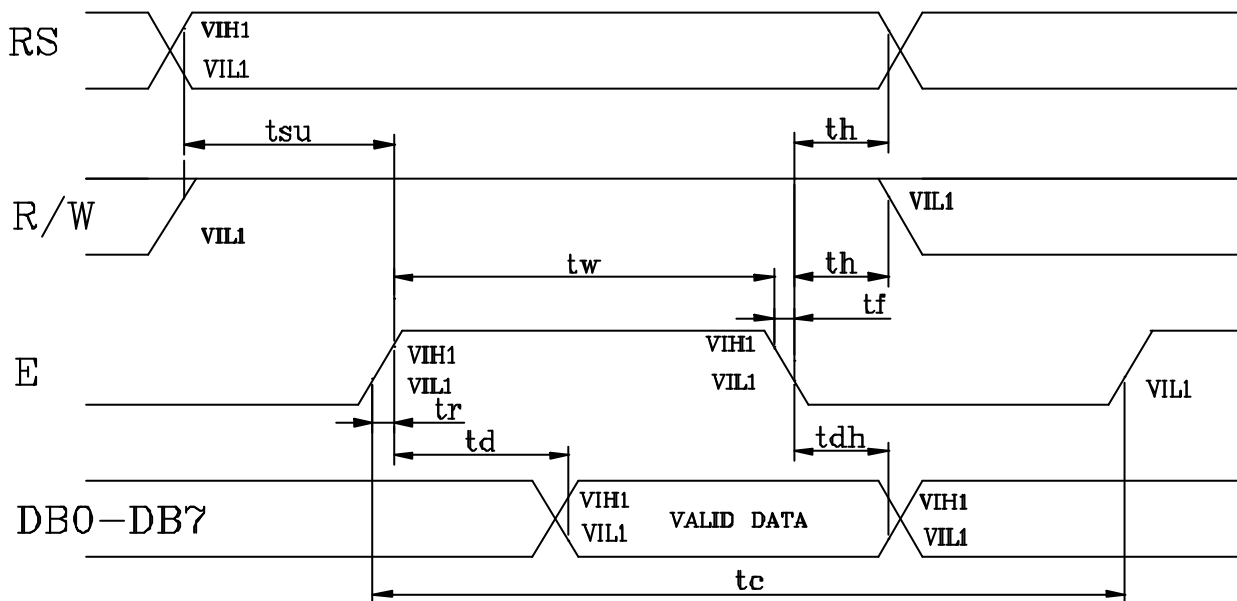 RS
VIH1
VIL1
tsu
th
R/W
VIL1
VIL1
tw
th
tf
E
VIH1
VIL1
VIH1
VIL1
VIL1
tr
td
tdh
DB0-DB7
VIH1
VIL1
VALID DATA
VIH1
VIL1
tc